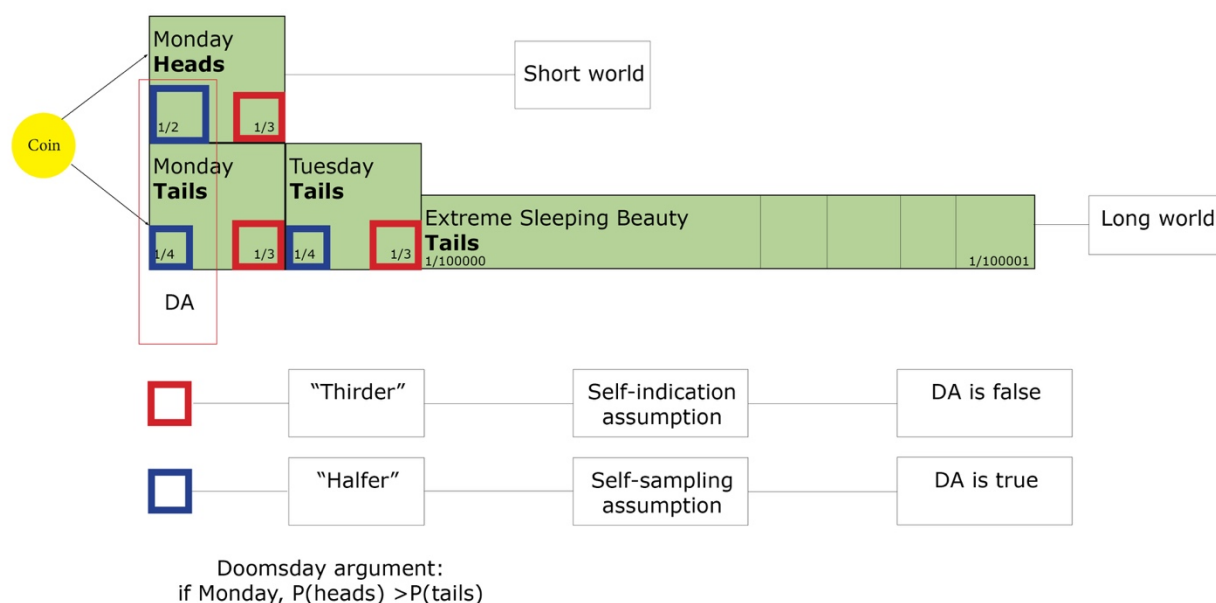 Monday
Heads
1/2
1/3
Short world
Coin
Monday
Tails
1/4
1/3
Tuesday
Tails
1/4
1/3
Extreme Sleeping Beauty
Tails
1/100000
1/100001
Long world
DA
“Thirder”
Self-indication
assumption
DA is false
“Halfer”
Self-sampling
assumption
DA is true
Doomsday argument:
if Monday, P(heads) >P(tails)